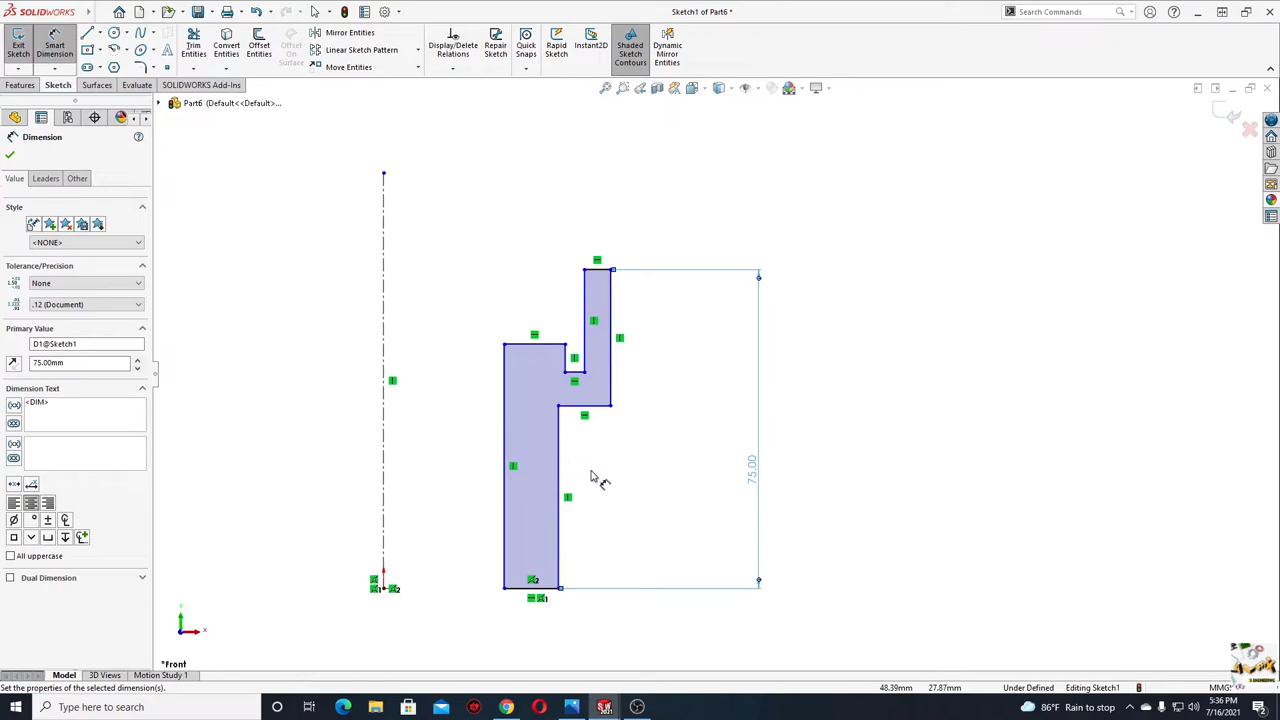 SOLIDWORKS
Sketch1 of Part6 *
Search Commands
Exit Sketch
Smart Dimension
Trim Entities
Convert Entities
Offset Entities
Offset On Surface
Mirror Entities
Linear Sketch Pattern
Move Entities
Display/Delete Relations
Repair Sketch
Quick Snaps
Rapid Sketch
Instant2D
Shaded Sketch Contours
Dynamic Mirror Entities
Features
Sketch
Surfaces
Evaluate
SOLIDWORKS Add-Ins
Part6 (Default<<Default>...
Dimension
Value
Leaders
Other
Style
<NONE>
Tolerance/Precision
None
.12 (Document)
Primary Value
D1@Sketch1
75.00mm
Dimension Text
<DIM>
All uppercase
Dual Dimension
75.00
2
1
1
2
Y
x
*Front
Model
3D Views
Motion Study 1
Set the properties of the selected dimension(s).
48.39mm
27.87mm
Under Defined
Editing Sketch1
MMGS
Type here to search
86°F Rain to stop
5:36 PM
7/16/2021